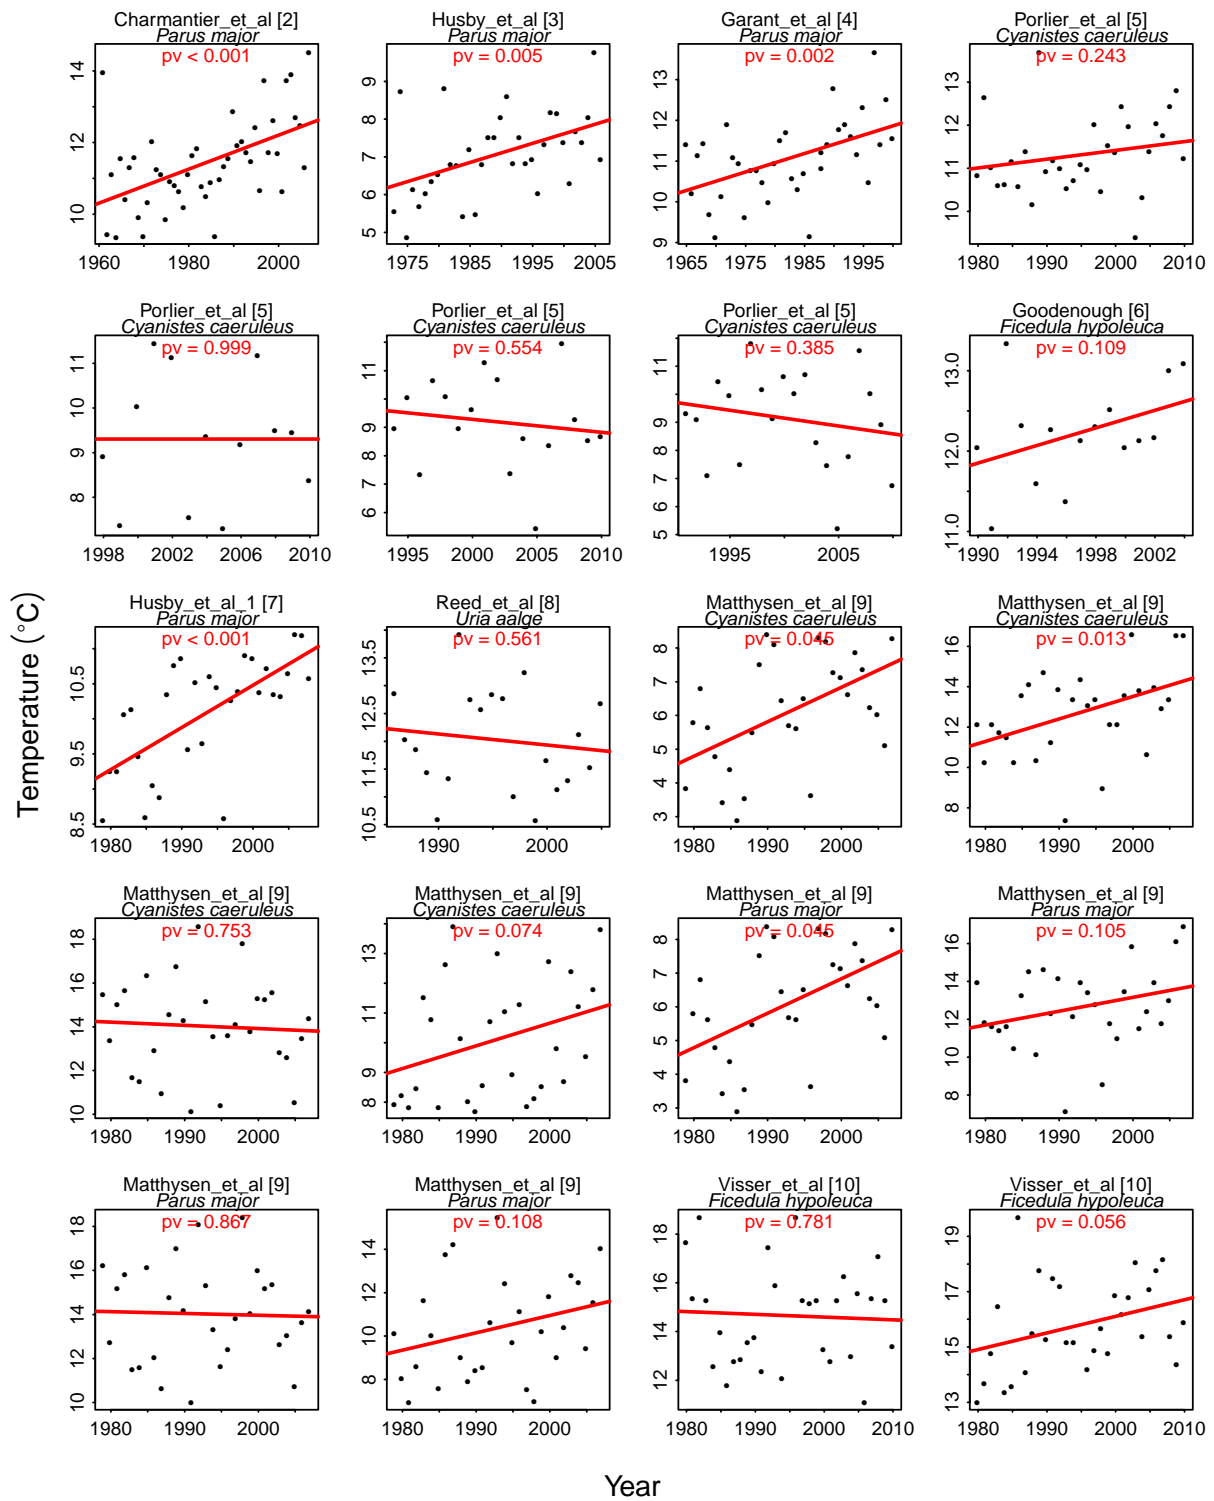 Charmantier_et_al [2]
Parus major
pv < 0.001
10 12 14
1960 1980 2000
Husby_et_al [3]
Parus major
pv = 0.005
5 6 7 8 9
1975 1985 1995 2005
Garant_et_al [4]
Parus major
pv = 0.002
9 10 11 12 13
1965 1975 1985 1995
Porlier_et_al [5]
Cyanistes caeruleus
pv = 0.243
10 11 12 13
1980 1990 2000 2010
Porlier_et_al [5]
Cyanistes caeruleus
pv = 0.999
8 9 10 11
1998 2002 2006 2010
Porlier_et_al [5]
Cyanistes caeruleus
pv = 0.554
6 7 8 9 11
1995 2000 2005 2010
Porlier_et_al [5]
Cyanistes caeruleus
pv = 0.385
5 6 7 8 9 11
1995 2005
Goodenough [6]
Ficedula hypoleuca
pv = 0.109
11.0 12.0 13.0
1990 1994 1998 2002
Husby_et_al_1 [7]
Parus major
pv < 0.001
8.5 9.5 10.5
1980 1990 2000
Reed_et_al [8]
Uria aalge
pv = 0.561
10.5 11.5 12.5 13.5
1990 2000
Matthysen_et_al [9]
Cyanistes caeruleus
pv = 0.045
3 4 5 6 7 8
1980 1990 2000
Matthysen_et_al [9]
Cyanistes caeruleus
pv = 0.013
8 10 12 14 16
1980 1990 2000
Matthysen_et_al [9]
Cyanistes caeruleus
pv = 0.753
10 12 14 16 18
1980 1990 2000
Matthysen_et_al [9]
Cyanistes caeruleus
pv = 0.074
8 9 11 13
1980 1990 2000
Matthysen_et_al [9]
Parus major
pv = 0.045
3 4 5 6 7 8
1980 1990 2000
Matthysen_et_al [9]
Parus major
pv = 0.105
8 10 12 14 16
1980 1990 2000
Matthysen_et_al [9]
Parus major
pv = 0.867
10 12 14 16 18
1980 1990 2000
Matthysen_et_al [9]
Parus major
pv = 0.108
8 10 12 14
1980 1990 2000
Visser_et_al [10]
Ficedula hypoleuca
pv = 0.781
12 14 16 18
1980 1990 2000 2010
Visser_et_al [10]
Ficedula hypoleuca
pv = 0.056
13 15 17 19
1980 1990 2000 2010
Temperature (°C)
Year